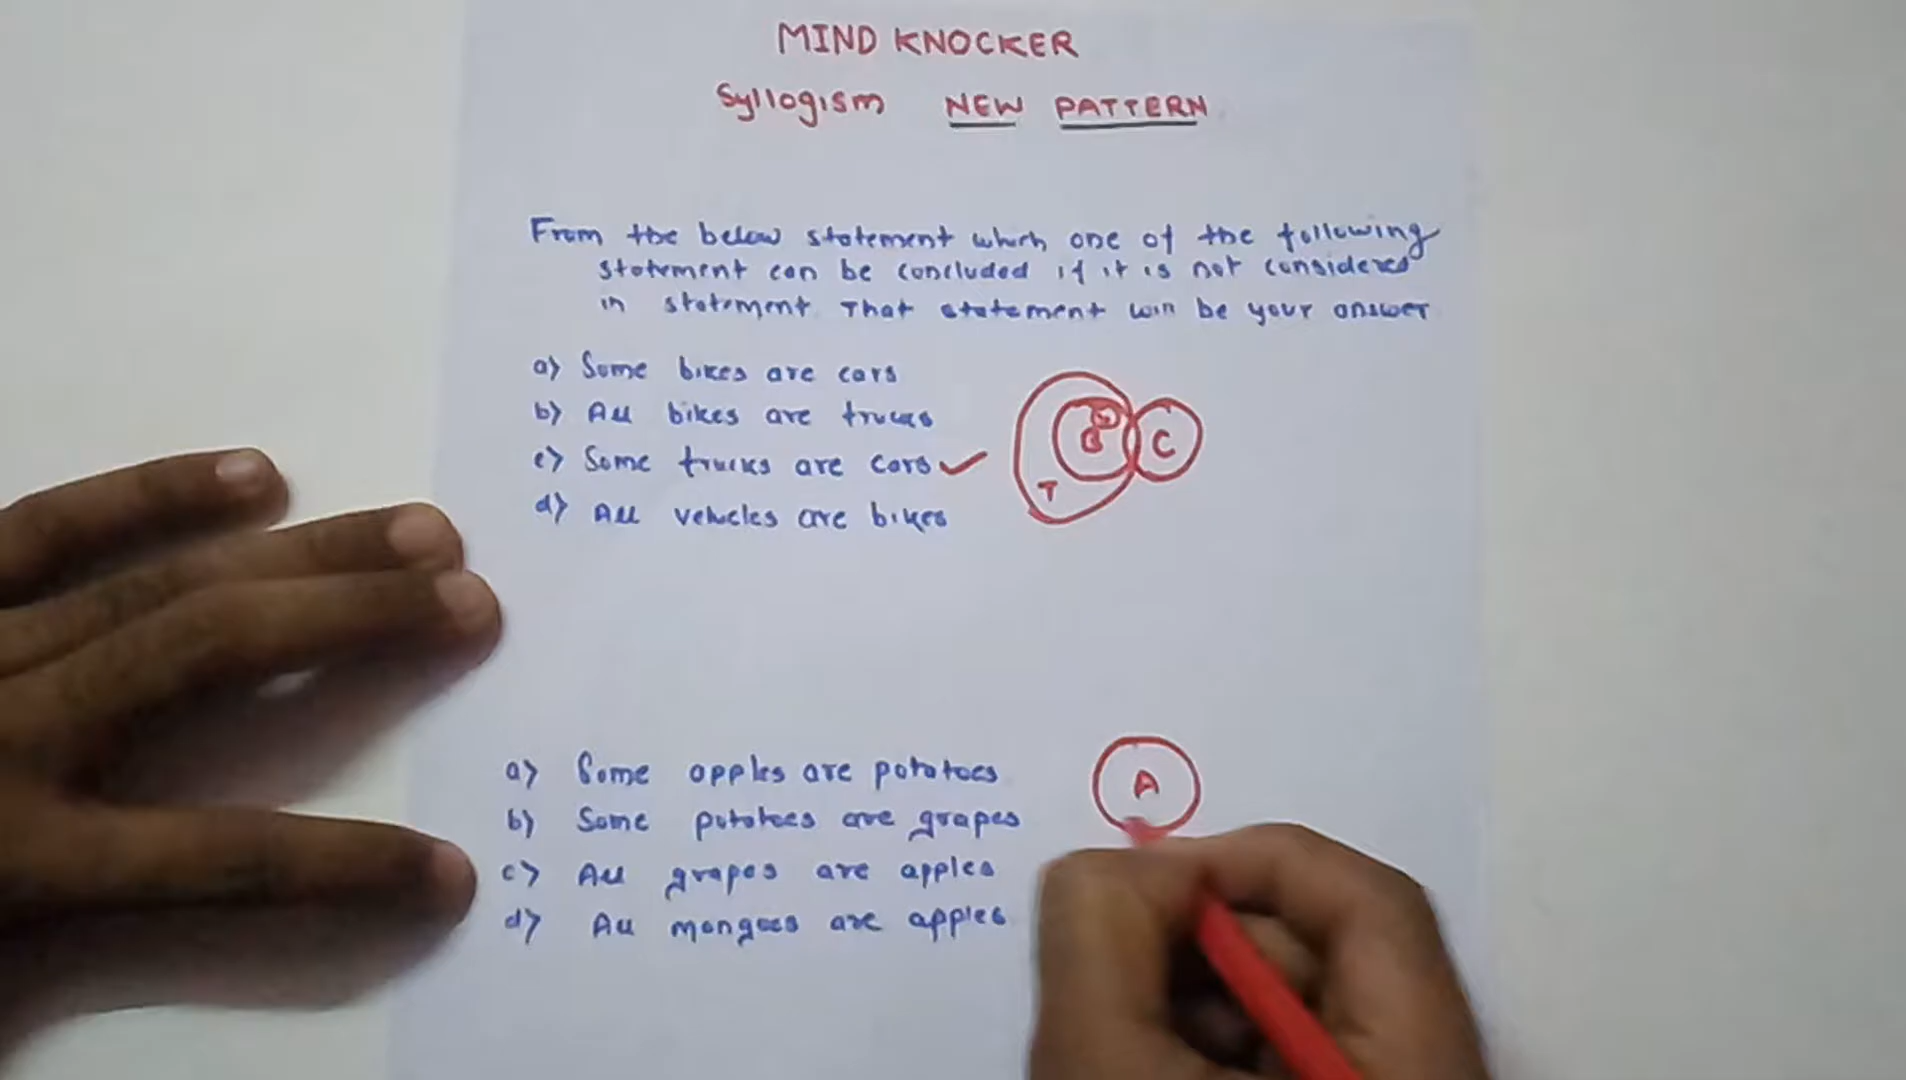 MIND KNOCKER
Syllogism NEW PATTERN
From the below statement which one of the following
statement can be concluded if it is not considered
in statement. That statement will be your answer
a) Some bikes are cars
b) All bikes are trucks
c) Some trucks are cars ✓
d) All vehicles are bikes
B C
T
a) Some apples are potatoes
b) Some potatoes are grapes
c) All grapes are apples
d) All mangoes are apples
A